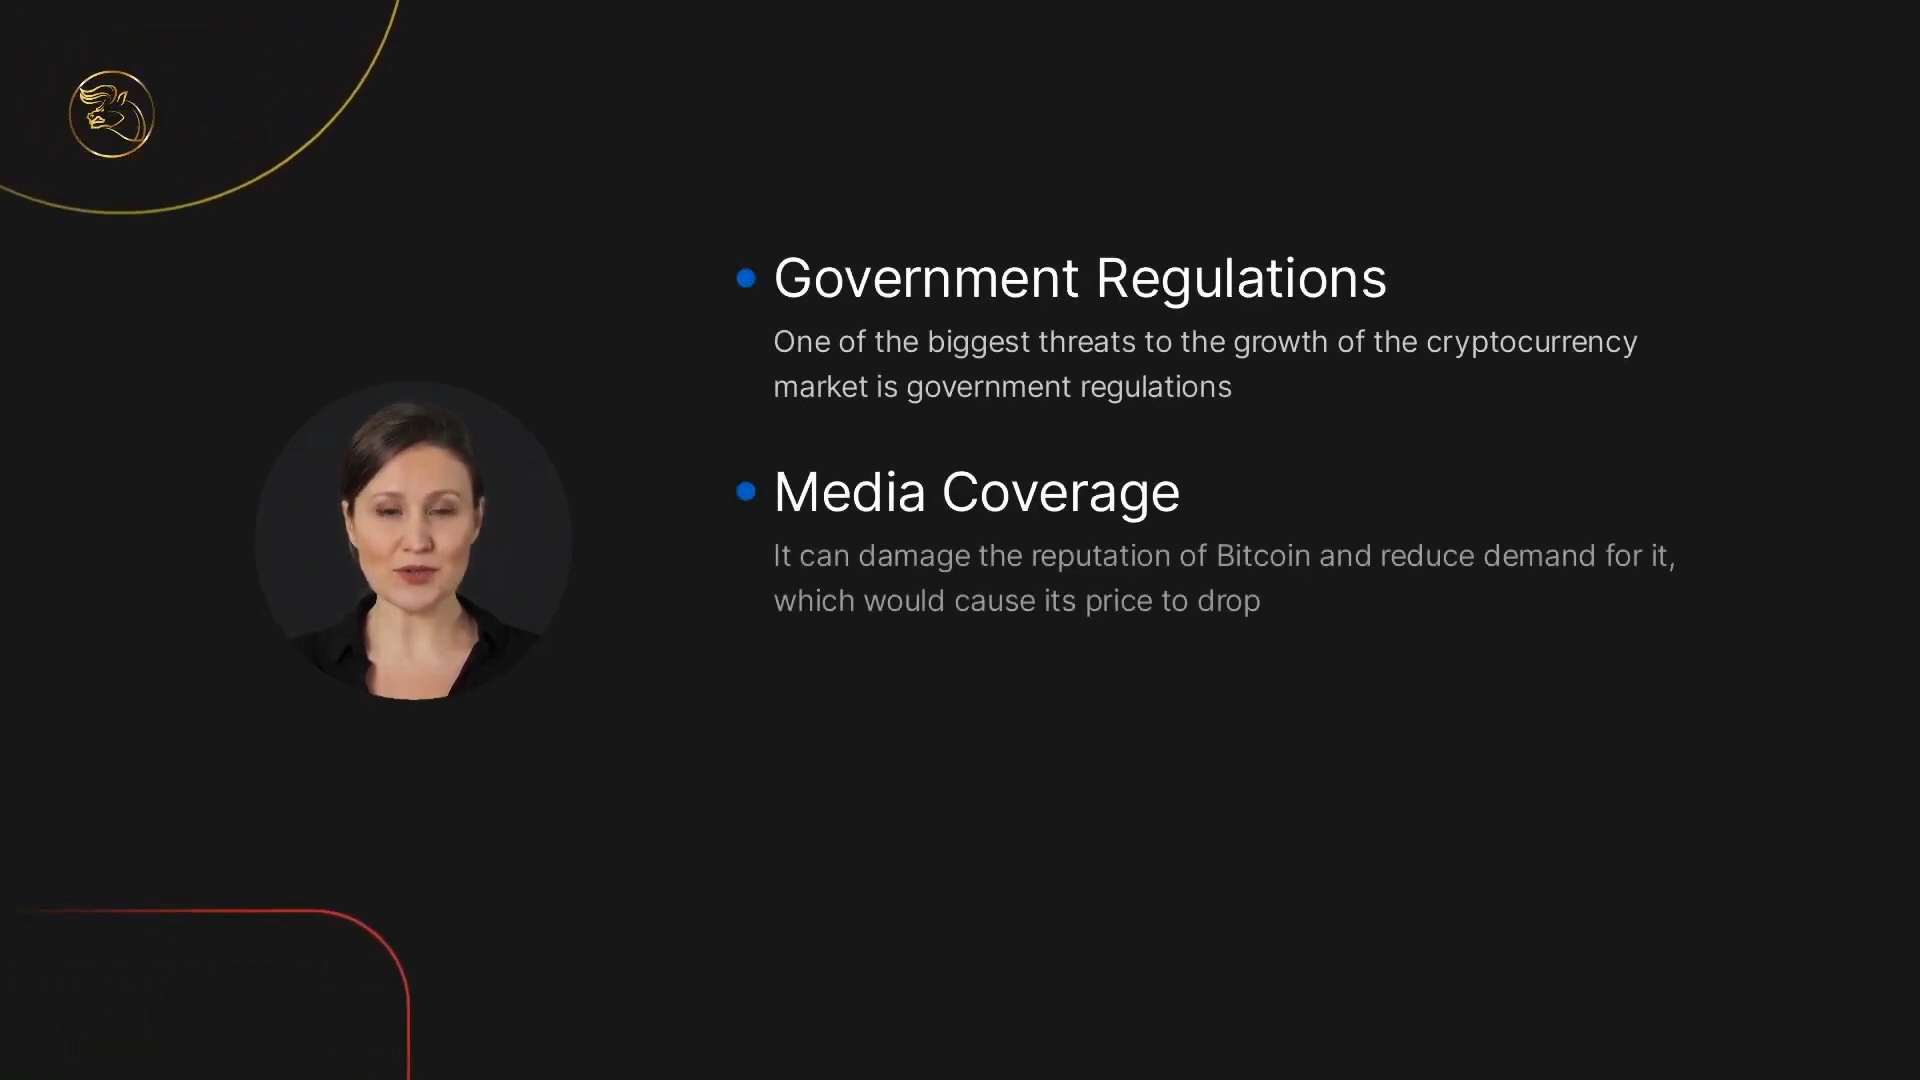 Government Regulations
One of the biggest threats to the growth of the cryptocurrency
market is government regulations
Media Coverage
It can damage the reputation of Bitcoin and reduce demand for it,
which would cause its price to drop